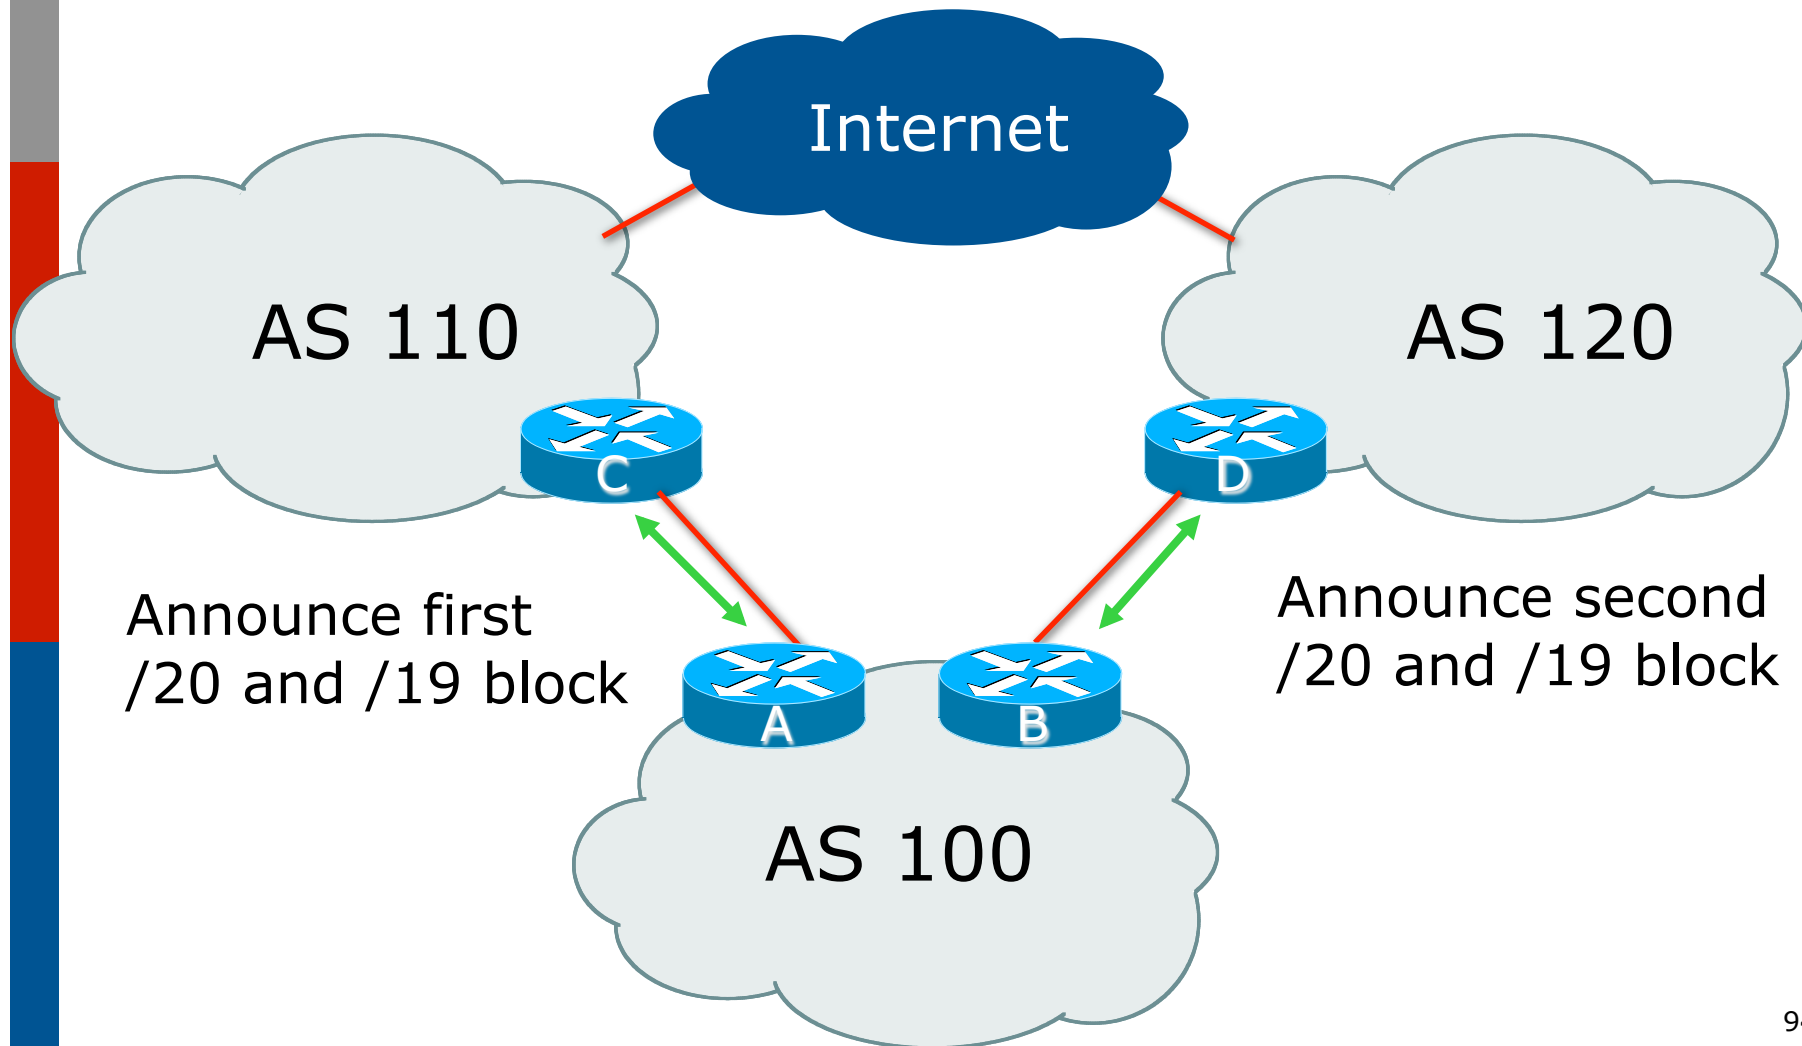 Internet
AS 110
AS 120
C
D
Announce first
/20 and /19 block
Announce second
/20 and /19 block
A
B
AS 100
94